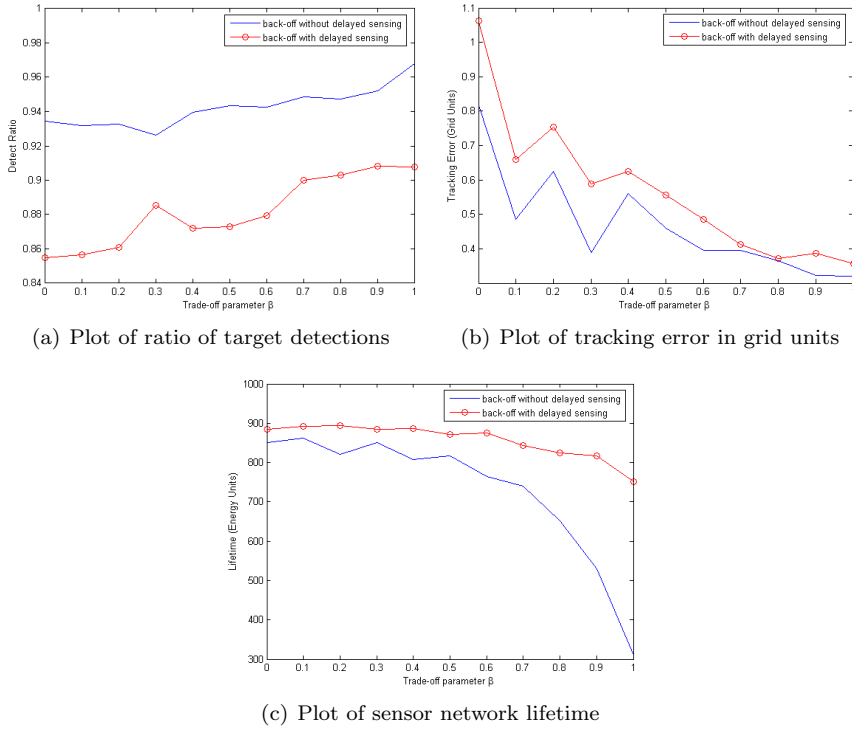 1
0.98
0.96
0.94
0.92
0.9
0.88
0.86
0.84
Detect Ratio
back-off without delayed sensing
back-off with delayed sensing
0 0.1 0.2 0.3 0.4 0.5 0.6 0.7 0.8 0.9 1
Trade-off parameter β
(a) Plot of ratio of target detections
1.1
1
0.9
0.8
0.7
0.6
0.5
0.4
Tracking Error (Grid Units)
back-off without delayed sensing
back-off with delayed sensing
0 0.1 0.2 0.3 0.4 0.5 0.6 0.7 0.8 0.9
Trade-off parameter β
(b) Plot of tracking error in grid units
1000
900
800
700
600
500
400
300
Lifetime (Energy Units)
back-off without delayed sensing
back-off with delayed sensing
0 0.1 0.2 0.3 0.4 0.5 0.6 0.7 0.8 0.9 1
Trade-off parameter β
(c) Plot of sensor network lifetime